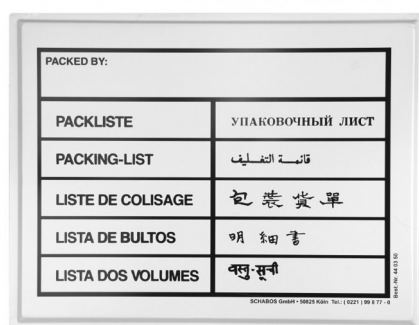 PACKED BY:
PACKLISTE
УПАКОВОЧНЫЙ ЛИСТ
PACKING-LIST
قائمة التغليف
LISTE DE COLISAGE
包装货單
LISTA DE BULTOS
明細書
LISTA DOS VOLUMES
वस्तु-सूची
SCHABOS GmbH • 50825 Köln Tel.: ( 0221 ) 99 8 77 - 0
Best.-Nr. 44 03 50